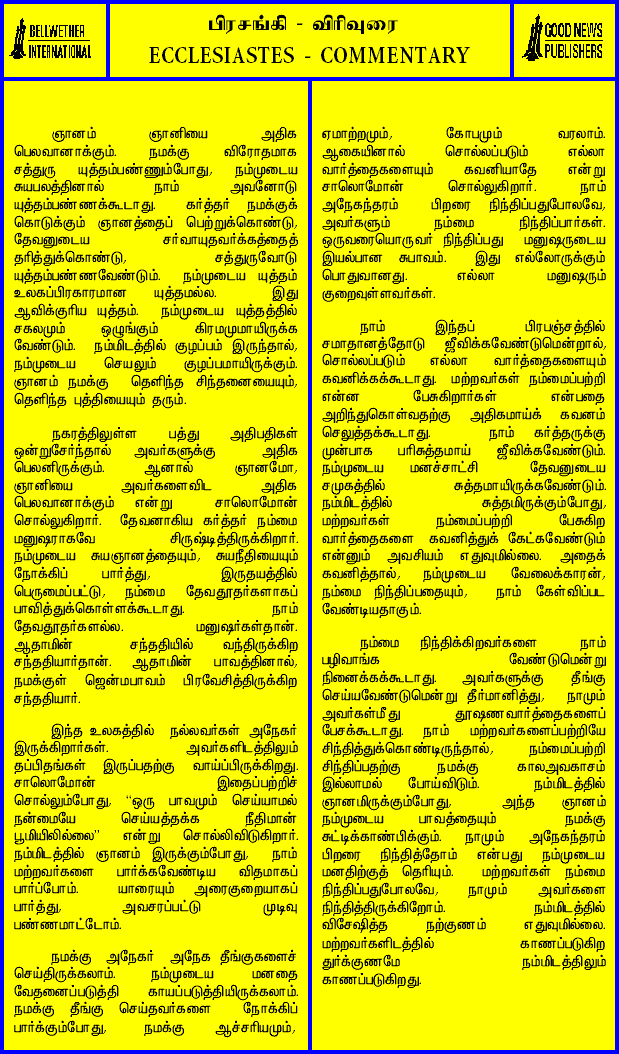 BELLWETHER
INTERNATIONAL
பிரசங்கி - விரிவுரை
ECCLESIASTES - COMMENTARY
GOOD NEWS
PUBLISHERS
ஞானம் ஞானியை அதிக
பெலவானாக்கும். நமக்கு விரோதமாக
சத்துரு யுத்தம்பண்ணும்போது, நம்முடைய
சுயபலத்தினால் நாம் அவனோடு
யுத்தம்பண்ணக்கூடாது. கர்த்தர் நமக்குக்
கொடுக்கும் ஞானத்தைப் பெற்றுக்கொண்டு,
தேவனுடைய சர்வாயுதவர்க்கத்தைத்
தரித்துக்கொண்டு, சத்துருவோடு
யுத்தம்பண்ணவேண்டும். நம்முடைய யுத்தம்
உலகப்பிரகாரமான யுத்தமல்ல. இது
ஆவிக்குரிய யுத்தம். நம்முடைய யுத்தத்தில்
சகலமும் ஒழுங்கும் கிரமமுமாயிருக்க
வேண்டும். நம்மிடத்தில் குழப்பம் இருந்தால்,
நம்முடைய செயலும் குழப்பமாயிருக்கும்.
ஞானம் நமக்கு தெளிந்த சிந்தனையையும்,
தெளிந்த புத்தியையும் தரும்.
நகரத்திலுள்ள பத்து அதிபதிகள்
ஒன்றுசேர்ந்தால் அவர்களுக்கு அதிக
பெலனிருக்கும். ஆனால் ஞானமோ,
ஞானியை அவர்களைவிட அதிக
பெலவானாக்கும் என்று சாலொமோன்
சொல்லுகிறார். தேவனாகிய கர்த்தர் நம்மை
மனுஷராகவே சிருஷ்டித்திருக்கிறார்.
நம்முடைய சுயஞானத்தையும், சுயநீதியையும்
நோக்கிப் பார்த்து, இருதயத்தில்
பெருமைப்பட்டு, நம்மை தேவதூதர்களாகப்
பாவித்துக்கொள்ளக்கூடாது. நாம்
தேவதூதர்களல்ல. மனுஷர்கள்தான்.
ஆதாமின் சந்ததியில் வந்திருக்கிற
சந்ததியார்தான். ஆதாமின் பாவத்தினால்,
நமக்குள் ஜென்மபாவம் பிரவேசித்திருக்கிற
சந்ததியார்.
இந்த உலகத்தில் நல்லவர்கள் அநேகர்
இருக்கிறார்கள். அவர்களிடத்திலும்
தப்பிதங்கள் இருப்பதற்கு வாய்ப்பிருக்கிறது.
சாலொமோன் இதைப்பற்றிச்
சொல்லும்போது, “ஒரு பாவமும் செய்யாமல்
நன்மையே செய்யத்தக்க நீதிமான்
பூமியிலில்லை” என்று சொல்லிவிடுகிறார்.
நம்மிடத்தில் ஞானம் இருக்கும்போது, நாம்
மற்றவர்களை பார்க்கவேண்டிய விதமாகப்
பார்ப்போம். யாரையும் அரைகுறையாகப்
பார்த்து, அவசரப்பட்டு முடிவு
பண்ணமாட்டோம்.
நமக்கு அநேகர் அநேக தீங்குகளைச்
செய்திருக்கலாம். நம்முடைய மனதை
வேதனைப்படுத்தி காயப்படுத்தியிருக்கலாம்.
நமக்கு தீங்கு செய்தவர்களை நோக்கிப்
பார்க்கும்போது, நமக்கு ஆச்சரியமும்,
ஏமாற்றமும், கோபமும் வரலாம்.
ஆகையினால் சொல்லப்படும் எல்லா
வார்த்தைகளையும் கவனியாதே என்று
சாலொமோன் சொல்லுகிறார். நாம்
அநேகந்தரம் பிறரை நிந்திப்பதுபோலவே,
அவர்களும் நம்மை நிந்திப்பார்கள்.
ஒருவரையொருவர் நிந்திப்பது மனுஷருடைய
இயல்பான சுபாவம். இது எல்லோருக்கும்
பொதுவானது. எல்லா மனுஷரும்
குறைவுள்ளவர்கள்.
நாம் இந்தப் பிரபஞ்சத்தில்
சமாதானத்தோடு ஜீவிக்கவேண்டுமென்றால்,
சொல்லப்படும் எல்லா வார்த்தைகளையும்
கவனிக்கக்கூடாது. மற்றவர்கள் நம்மைப்பற்றி
என்ன பேசுகிறார்கள் என்பதை
அறிந்துகொள்வதற்கு அதிகமாய்க் கவனம்
செலுத்தக்கூடாது. நாம் கர்த்தருக்கு
முன்பாக பரிசுத்தமாய் ஜீவிக்கவேண்டும்.
நம்முடைய மனச்சாட்சி தேவனுடைய
சமுகத்தில் சுத்தமாயிருக்கவேண்டும்.
நம்மிடத்தில் சுத்தமிருக்கும்போது,
மற்றவர்கள் நம்மைப்பற்றி பேசுகிற
வார்த்தைகளை கவனித்துக் கேட்கவேண்டும்
என்னும் அவசியம் எதுவுமில்லை. அதைக்
கவனித்தால், நம்முடைய வேலைக்காரன்,
நம்மை நிந்திப்பதையும், நாம் கேள்விப்பட
வேண்டியதாகும்.
நம்மை நிந்திக்கிறவர்களை நாம்
பழிவாங்க வேண்டுமென்று
நினைக்கக்கூடாது. அவர்களுக்கு தீங்கு
செய்யவேண்டுமென்று தீர்மானித்து, நாமும்
அவர்கள்மீது தூஷணவார்த்தைகளைப்
பேசக்கூடாது. நாம் மற்றவர்களைப்பற்றியே
சிந்தித்துக்கொண்டிருந்தால், நம்மைப்பற்றி
சிந்திப்பதற்கு நமக்கு காலஅவகாசம்
இல்லாமல் போய்விடும். நம்மிடத்தில்
ஞானமிருக்கும்போது, அந்த ஞானம்
நம்முடைய பாவத்தையும் நமக்கு
சுட்டிக்காண்பிக்கும். நாமும் அநேகந்தரம்
பிறரை நிந்தித்தோம் என்பது நம்முடைய
மனதிற்குத் தெரியும். மற்றவர்கள் நம்மை
நிந்திப்பதுபோலவே, நாமும் அவர்களை
நிந்தித்திருக்கிறோம். நம்மிடத்தில்
விசேஷித்த நற்குணம் எதுவுமில்லை.
மற்றவர்களிடத்தில் காணப்படுகிற
துர்க்குணமே நம்மிடத்திலும்
காணப்படுகிறது.